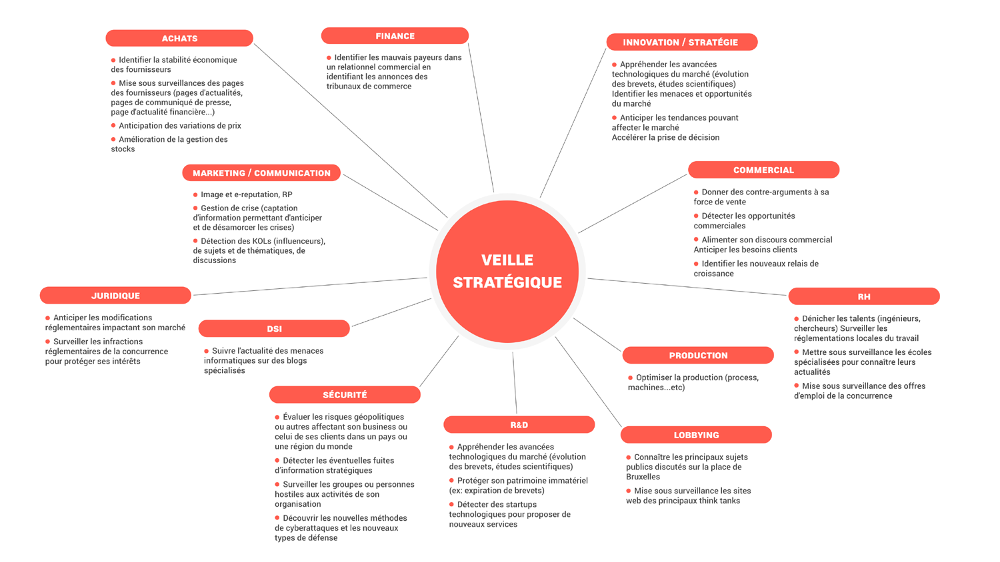 ACHATS
● Identifier la stabilité économique
des fournisseurs
● Mise sous surveillances des pages
des fournisseurs (pages d'actualités,
pages de communiqué de presse,
page d'actualité financière...)
● Anticipation des variations de prix
● Amélioration de la gestion des
stocks
FINANCE
● Identifier les mauvais payeurs dans
un relationnel commercial en
identifiant les annonces des
tribunaux de commerce
INNOVATION / STRATÉGIE
● Appréhender les avancées
technologiques du marché (évolution
des brevets, études scientifiques)
Identifier les menaces et opportunités
du marché
● Anticiper les tendances pouvant
affecter le marché
Accélérer la prise de décision
MARKETING / COMMUNICATION
● Image et e-reputation, RP
● Gestion de crise (captation
d'information permettant d'anticiper
et de désamorcer les crises)
● Détection des KOLs (influenceurs),
de sujets et de thématiques, de
discussions
COMMERCIAL
● Donner des contre-arguments à sa
force de vente
● Détecter les opportunités
commerciales
● Alimenter son discours commercial
Anticiper les besoins clients
● Identifier les nouveaux relais de
croissance
VEILLE
STRATÉGIQUE
JURIDIQUE
● Anticiper les modifications
réglementaires impactant son marché
● Surveiller les infractions
réglementaires de la concurrence
pour protéger ses intérêts
DSI
● Suivre l'actualité des menaces
informatiques sur des blogs
spécialisés
RH
● Dénicher les talents (ingénieurs,
chercheurs) Surveiller les
réglementations locales du travail
● Mettre sous surveillance les écoles
spécialisées pour connaître leurs
actualités
● Mise sous surveillance des offres
d'emploi de la concurrence
PRODUCTION
● Optimiser la production (process,
machines...etc)
SÉCURITÉ
● Évaluer les risques géopolitiques
ou autres affectant son business ou
celui de ses clients dans un pays ou
une région du monde
● Détecter les éventuelles fuites
d'information stratégiques
● Surveiller les groupes ou personnes
hostiles aux activités de son
organisation
● Découvrir les nouvelles méthodes
de cyberattaques et les nouveaux
types de défense
R&D
● Appréhender les avancées
technologiques du marché (évolution
des brevets, études scientifiques)
● Protéger son patrimoine immatériel
(ex: expiration de brevets)
● Détecter des startups
technologiques pour proposer de
nouveaux services
LOBBYING
● Connaître les principaux sujets
publics discutés sur la place de
Bruxelles
● Mise sous surveillance les sites
web des principaux think tanks